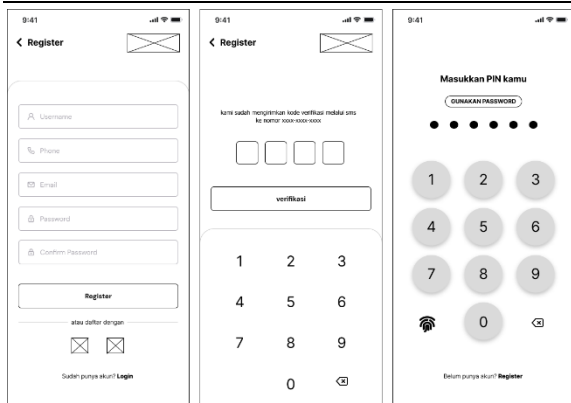 9:41
Register
Username
Phone
Email
Password
Confirm Password
Register
atau daftar dengan
Sudah punya akun? Login
9:41
Register
kami sudah mengirimkan kode verifikasi melalui sms
ke nomor xxxx-xxxx-xxxx
verifikasi
1 2 3
4 5 6
7 8 9
0
9:41
Masukkan PIN kamu
GUNAKAN PASSWORD
1 2 3
4 5 6
7 8 9
0
Belum punya akun? Register